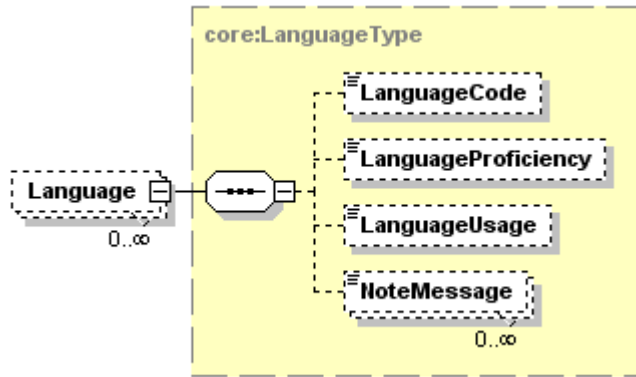 core:LanguageType
LanguageCode
LanguageProficiency
Language
0..∞
LanguageUsage
NoteMessage
0..∞